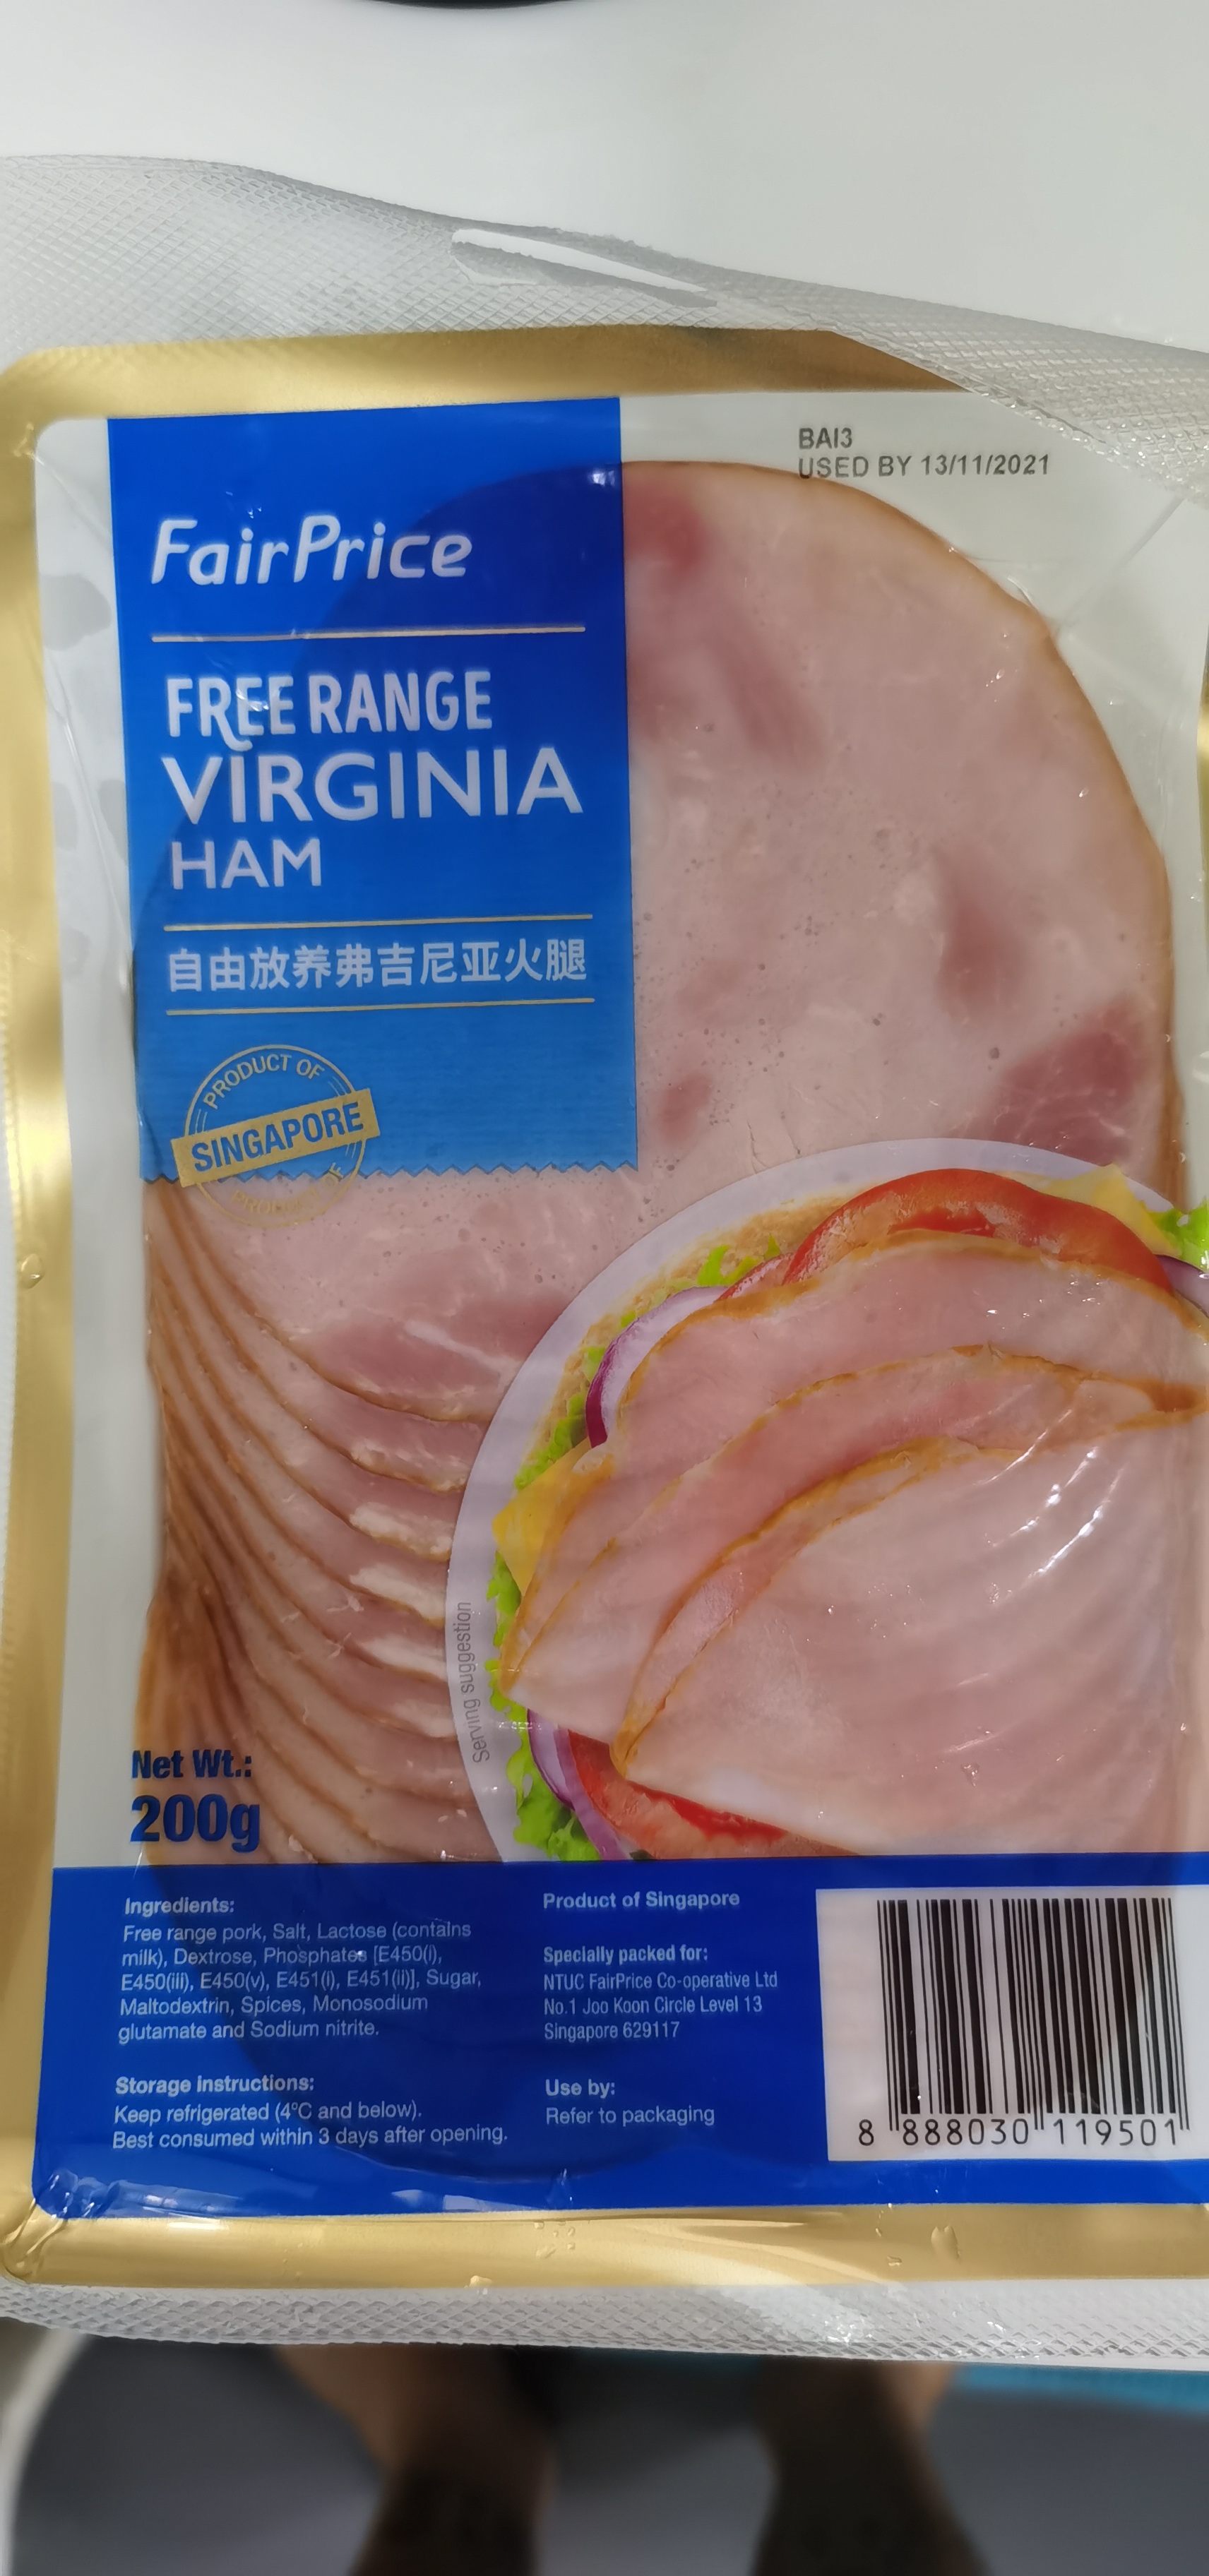 BAI3
USED BY 13/11/2021
FairPrice
FREE RANGE
VIRGINIA
HAM
自由放养弗吉尼亚火腿
PRODUCT OF
SINGAPORE
PRODUCT OF
Serving suggestion
Net Wt.:
200g
Ingredients:
Free range pork, Salt, Lactose (contains
milk), Dextrose, Phosphates [E450(i),
E450(iii), E450(v), E451(i), E451(ii)], Sugar,
Maltodextrin, Spices, Monosodium
glutamate and Sodium nitrite.
Storage instructions:
Keep refrigerated (4°C and below).
Best consumed within 3 days after opening.
Product of Singapore
Specially packed for:
NTUC FairPrice Co-operative Ltd
No.1 Joo Koon Circle Level 13
Singapore 629117
Use by:
Refer to packaging
8 888030 119501